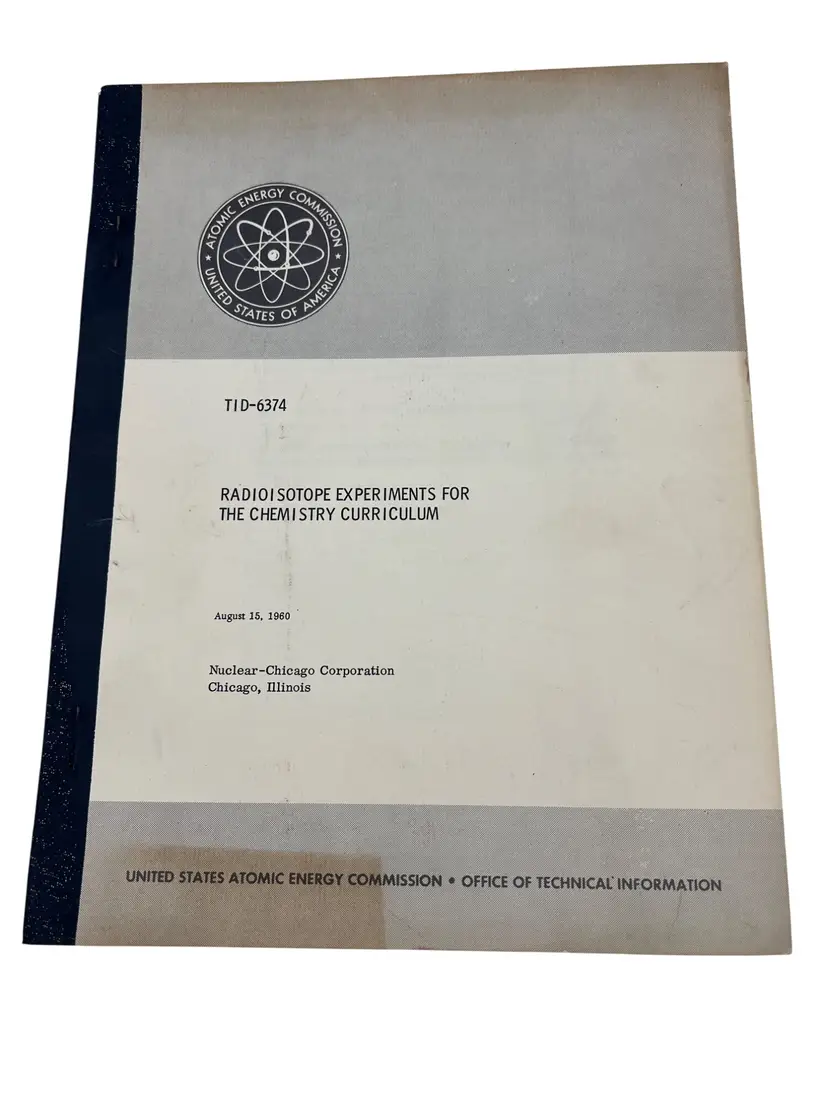 ★ ATOMIC ENERGY COMMISSION ★
UNITED STATES OF AMERICA
TID-6374
RADIOISOTOPE EXPERIMENTS FOR
THE CHEMISTRY CURRICULUM
August 15, 1960
Nuclear-Chicago Corporation
Chicago, Illinois
UNITED STATES ATOMIC ENERGY COMMISSION • OFFICE OF TECHNICAL INFORMATION